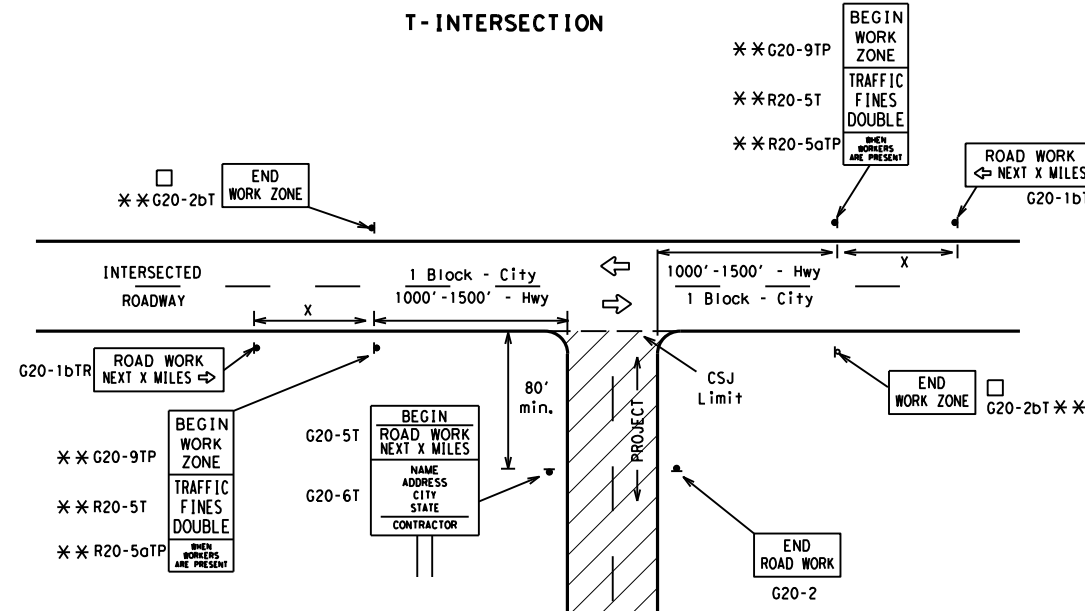 T-INTERSECTION
BEGIN
WORK
ZONE
TRAFFIC
FINES
DOUBLE
WHEN
WORKERS
ARE PRESENT
**G20-9TP
**R20-5T
**R20-5aTP
ROAD WORK
⇦ NEXT X MILES
G20-1bT
□
**G20-2bT
END
WORK ZONE
INTERSECTED
ROADWAY
1 Block - City
1000'-1500' - Hwy
X
1000'-1500' - Hwy
1 Block - City
X
G20-1bTR
ROAD WORK
NEXT X MILES ⇨
80'
min.
CSJ
Limit
PROJECT
END
WORK ZONE
□
G20-2bT **
**G20-9TP
**R20-5T
**R20-5aTP
BEGIN
WORK
ZONE
TRAFFIC
FINES
DOUBLE
WHEN
WORKERS
ARE PRESENT
G20-5T
G20-6T
BEGIN
ROAD WORK
NEXT X MILES
NAME
ADDRESS
CITY
STATE
CONTRACTOR
END
ROAD WORK
G20-2